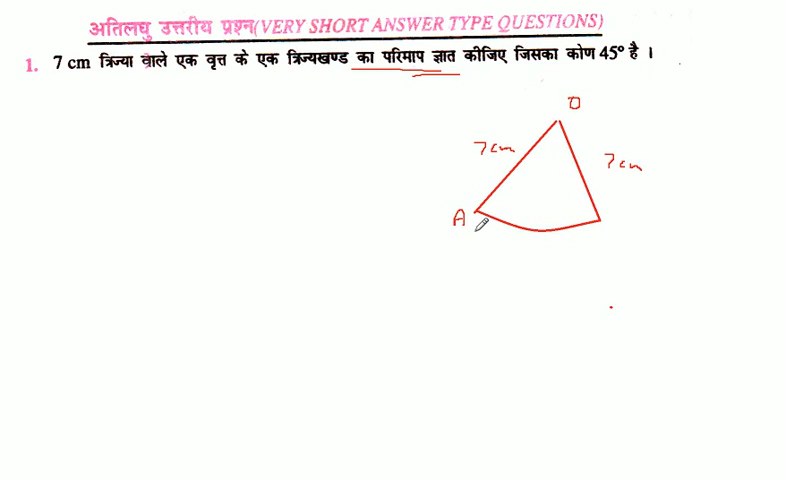 अतिलघु उत्तरीय प्रश्न(VERY SHORT ANSWER TYPE QUESTIONS)
1. 7 cm त्रिज्या वाले एक वृत्त के एक त्रिज्यखण्ड का परिमाप ज्ञात कीजिए जिसका कोण 45° है ।
O
7cm
7cm
A